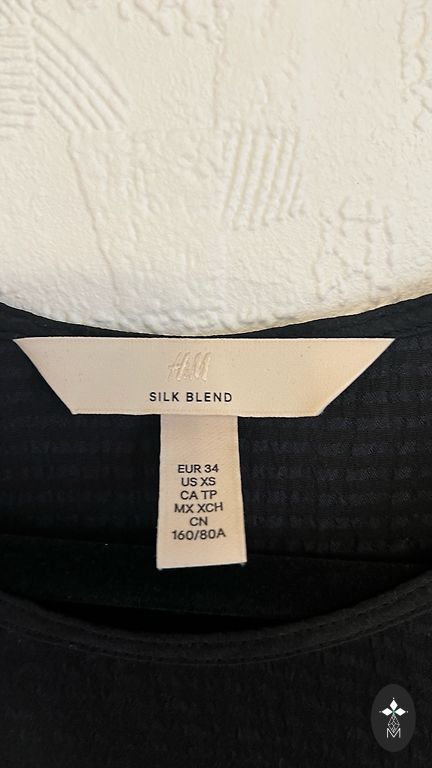 H&M
SILK BLEND
EUR 34
US XS
CA TP
MX XCH
CN
160/80A
M